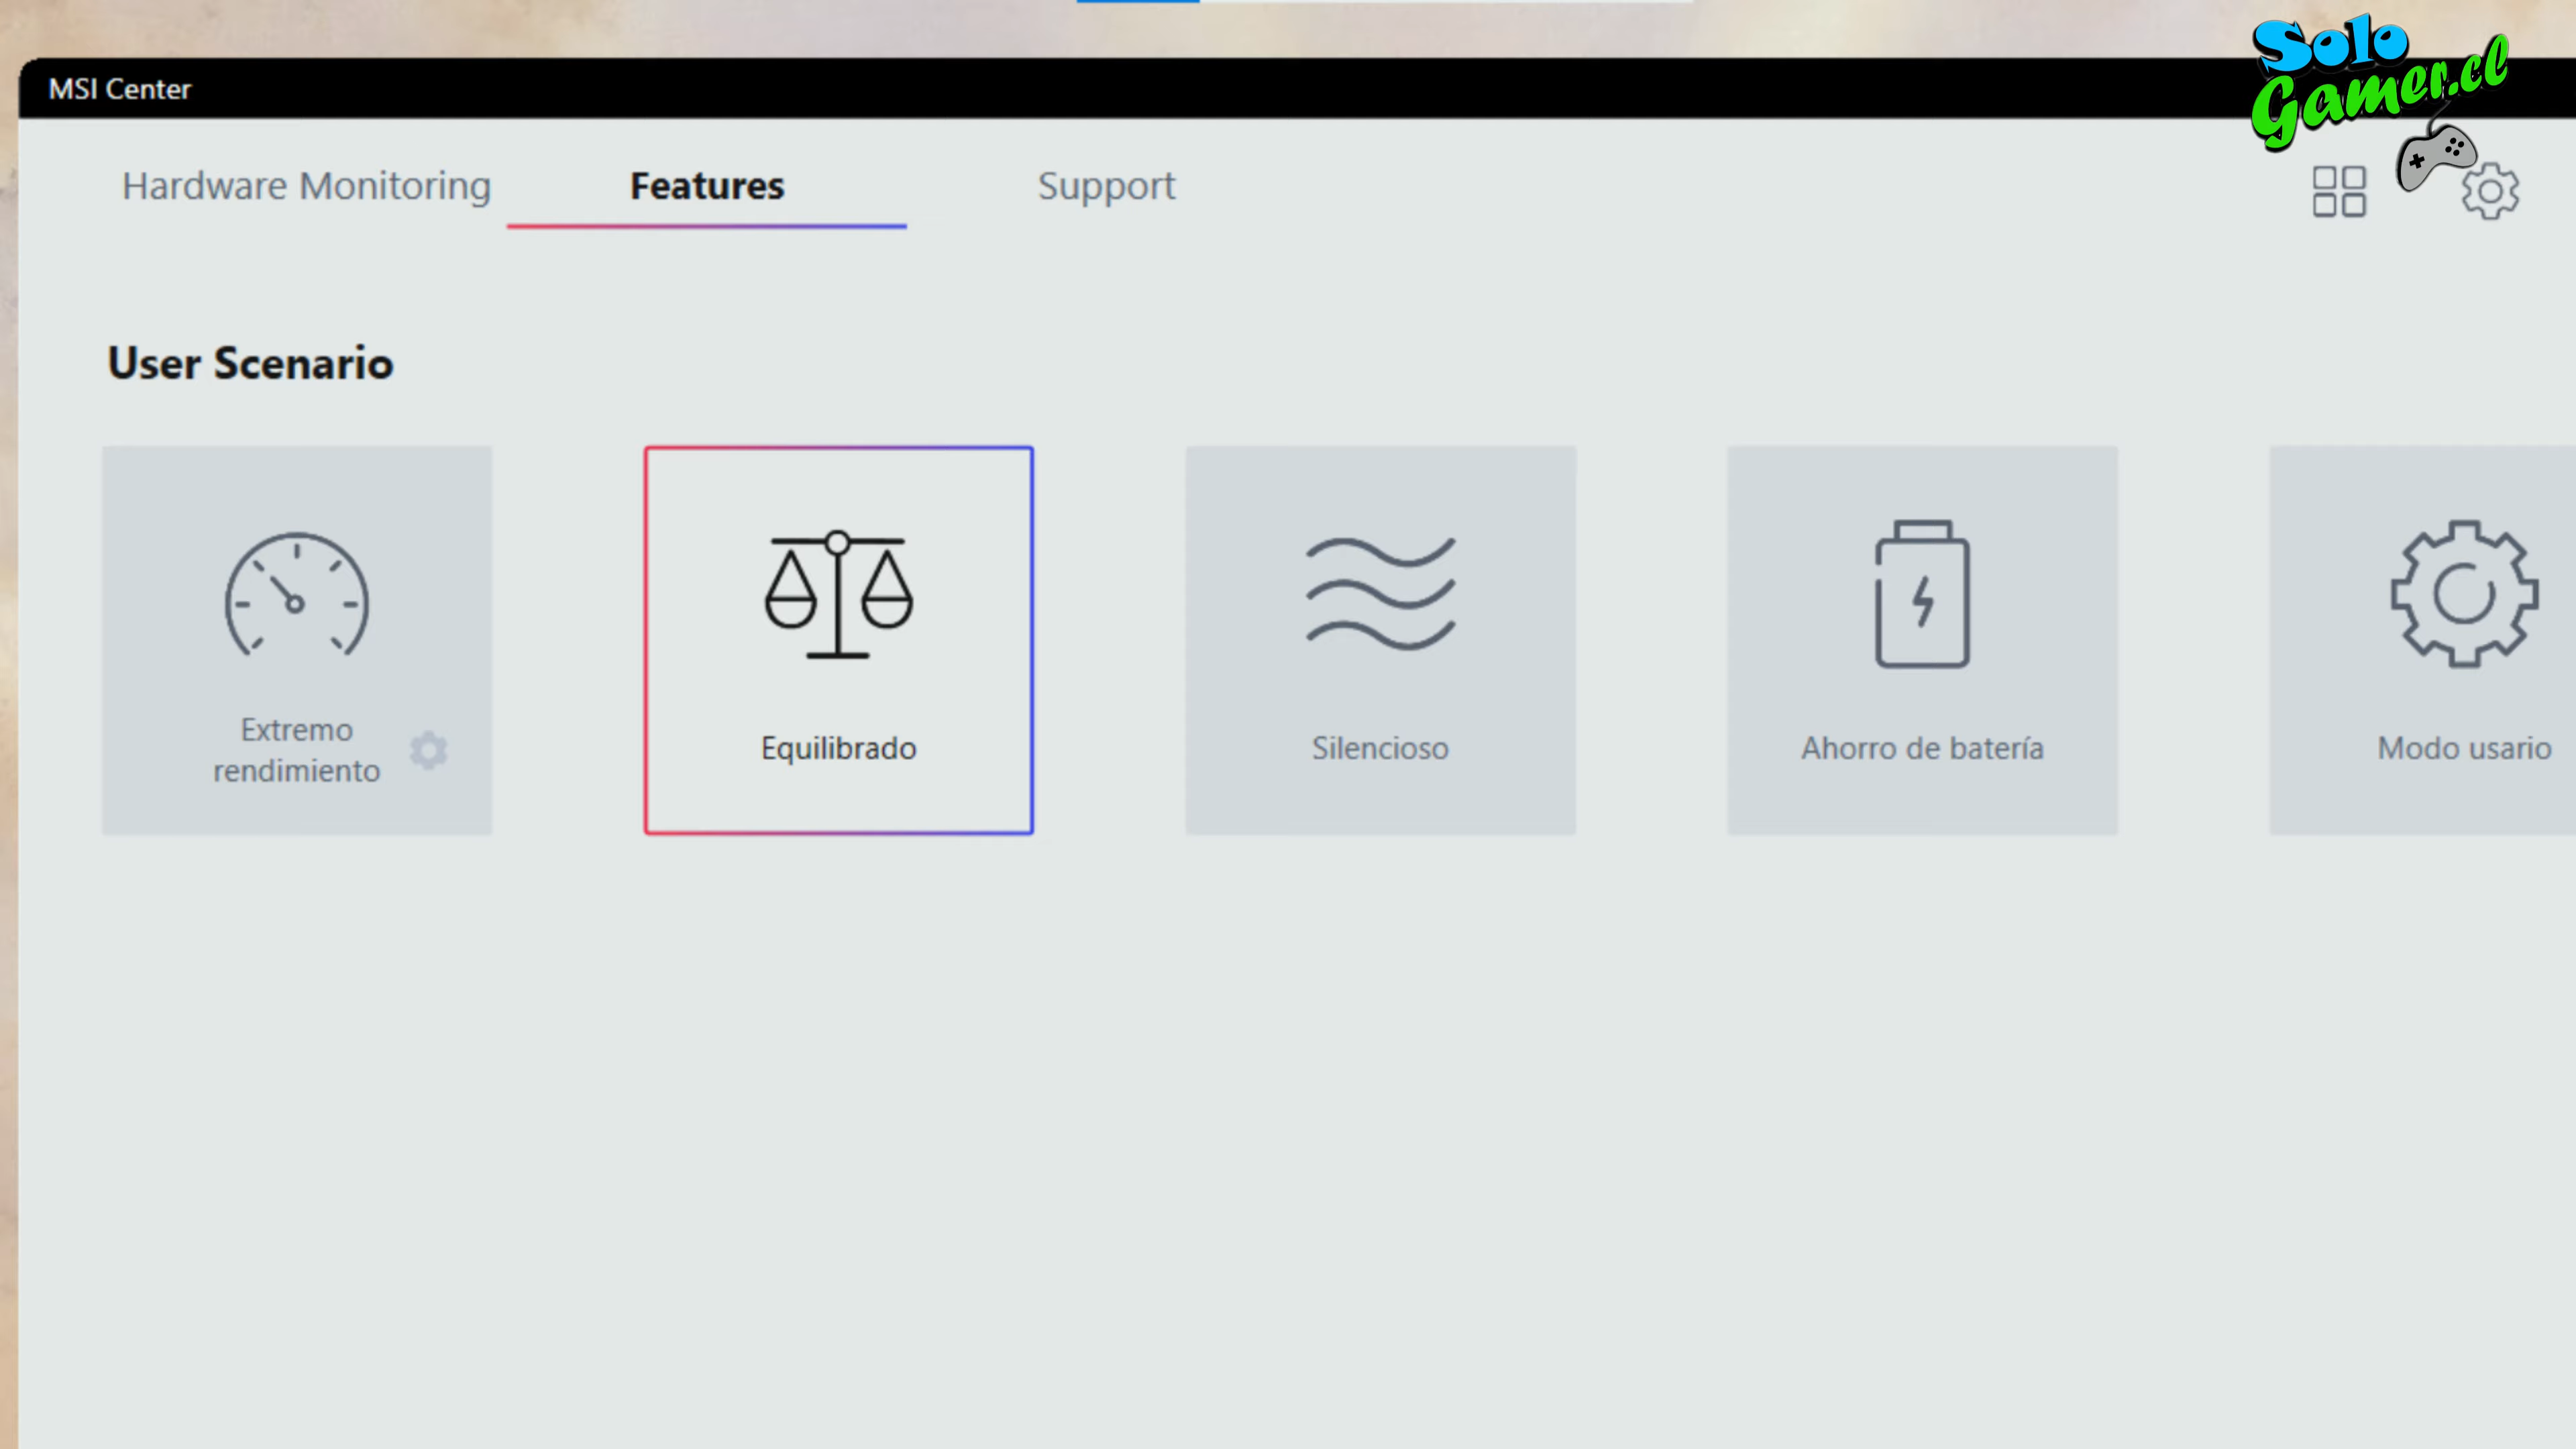 Solo
Gamer.cl
MSI Center
Hardware Monitoring
Features
Support
User Scenario
Extremo
rendimiento
Equilibrado
Silencioso
Ahorro de batería
Modo usario